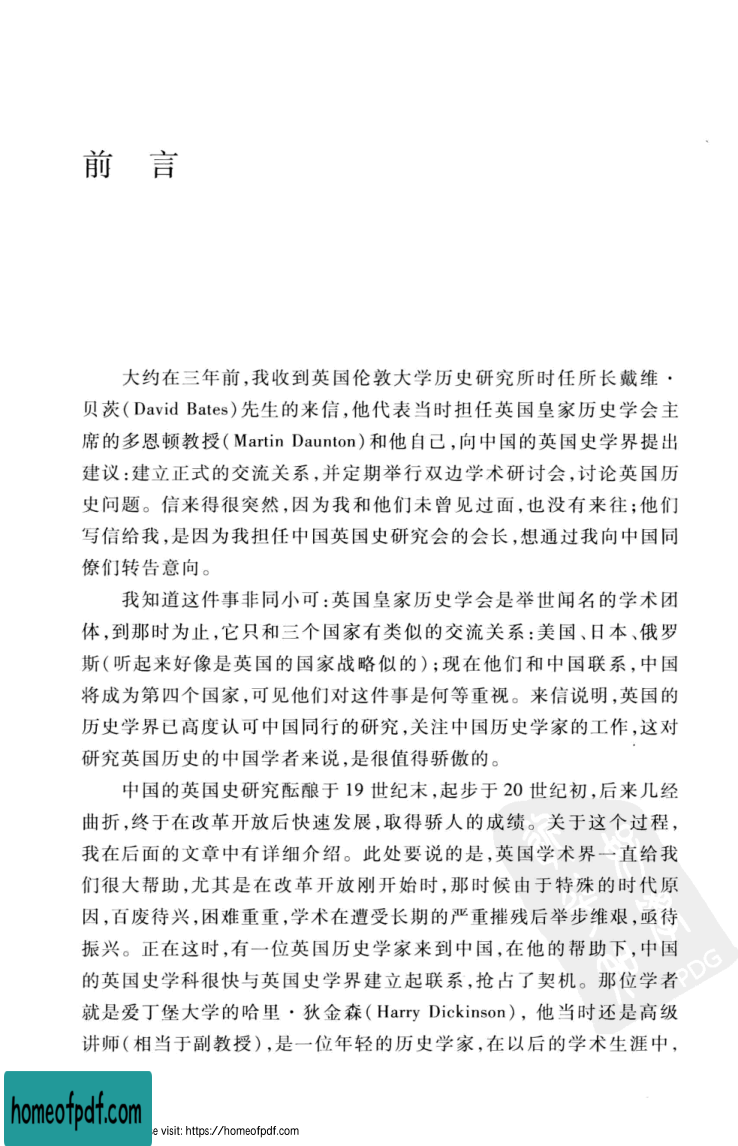 前　言
大约在三年前,我收到英国伦敦大学历史研究所时任所长戴维·
贝茨(David Bates)先生的来信,他代表当时担任英国皇家历史学会主
席的多恩顿教授(Martin Daunton)和他自己,向中国的英国史学界提出
建议:建立正式的交流关系,并定期举行双边学术研讨会,讨论英国历
史问题。信来得很突然,因为我和他们未曾见过面,也没有来往;他们
写信给我,是因为我担任中国英国史研究会的会长,想通过我向中国同
僚们转告意向。
我知道这件事非同小可:英国皇家历史学会是举世闻名的学术团
体,到那时为止,它只和三个国家有类似的交流关系:美国、日本、俄罗
斯(听起来好像是英国的国家战略似的);现在他们和中国联系,中国
将成为第四个国家,可见他们对这件事是何等重视。来信说明,英国的
历史学界已高度认可中国同行的研究,关注中国历史学家的工作,这对
研究英国历史的中国学者来说,是很值得骄傲的。
中国的英国史研究酝酿于 19 世纪末,起步于 20 世纪初,后来几经
曲折,终于在改革开放后快速发展,取得骄人的成绩。关于这个过程,
我在后面的文章中有详细介绍。此处要说的是,英国学术界一直给我
们很大帮助,尤其是在改革开放刚开始时,那时候由于特殊的时代原
因,百废待兴,困难重重,学术在遭受长期的严重摧残后举步维艰,亟待
振兴。正在这时,有一位英国历史学家来到中国,在他的帮助下,中国
的英国史学科很快与英国史学界建立起联系,抢占了契机。那位学者
就是爱丁堡大学的哈里·狄金森(Harry Dickinson),他当时还是高级
讲师(相当于副教授),是一位年轻的历史学家,在以后的学术生涯中,
PDG
homeofpdf.com
e visit: https://homeofpdf.com